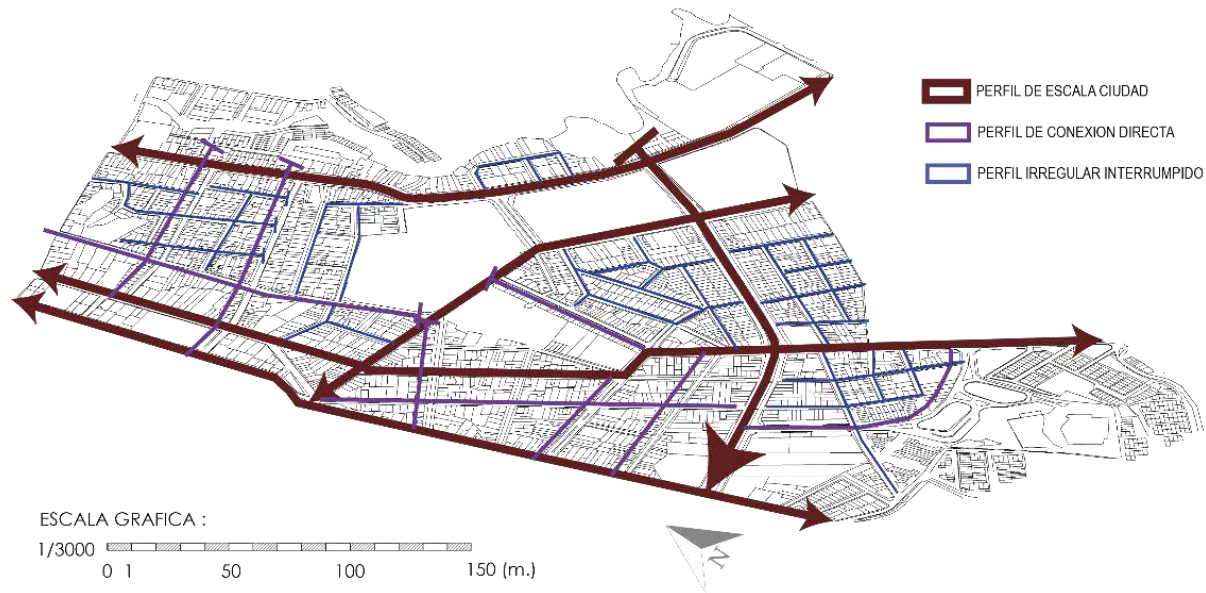 PERFIL DE ESCALA CIUDAD
PERFIL DE CONEXION DIRECTA
PERFIL IRREGULAR INTERRUMPIDO
ESCALA GRAFICA :
1/3000
0 1 50 100 150 (m.)
N